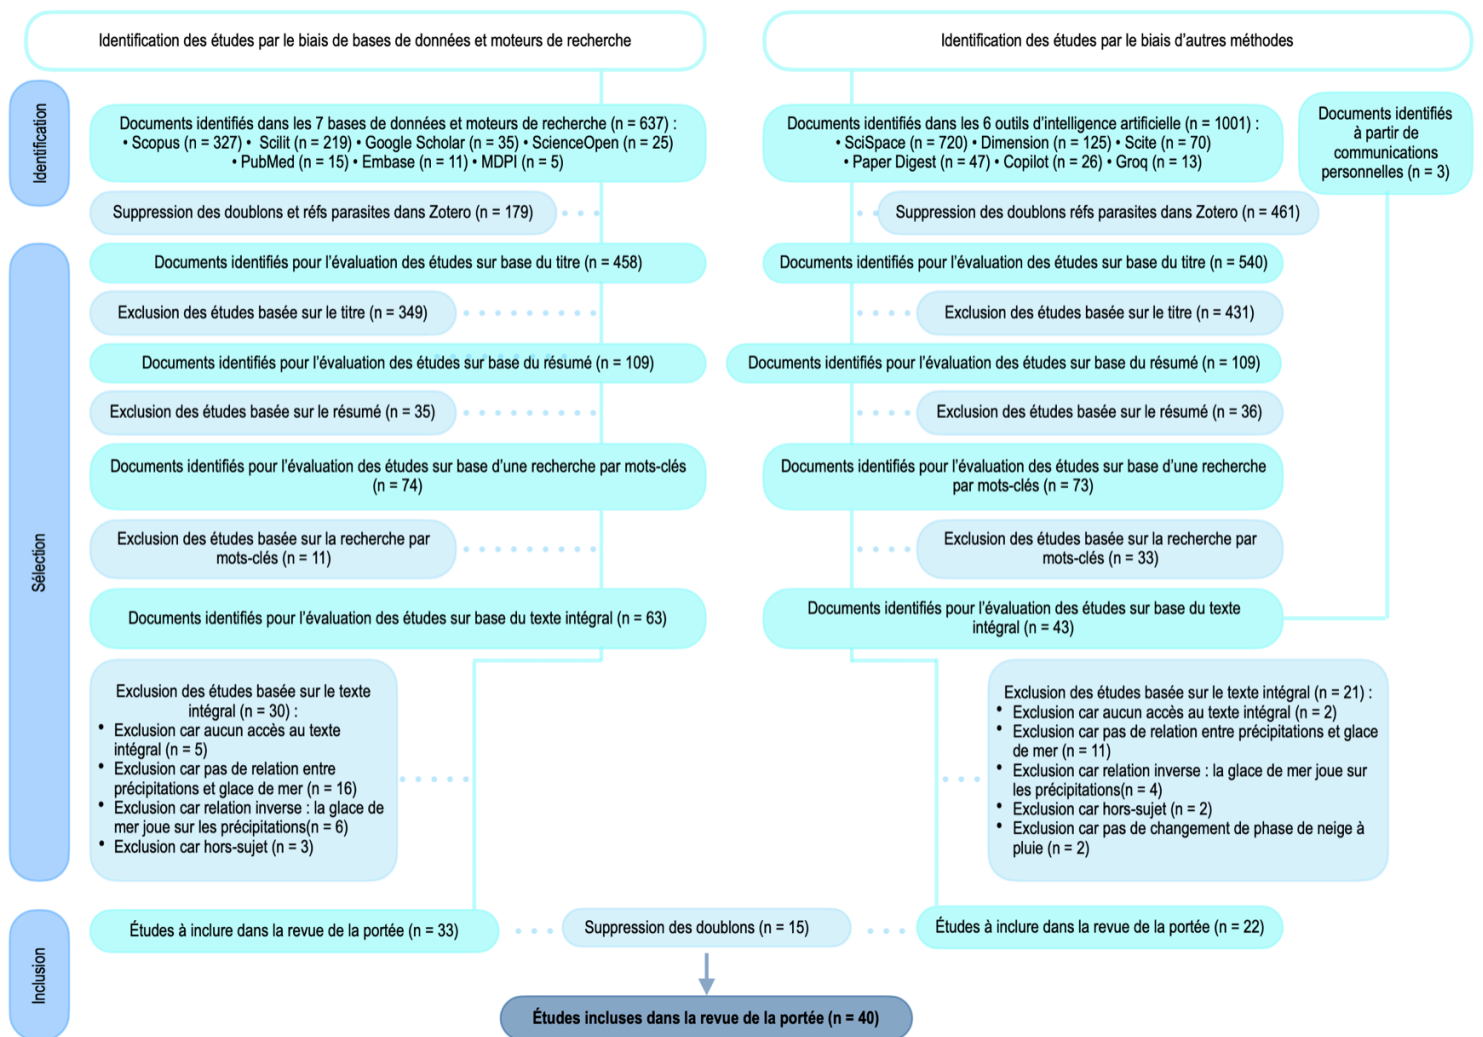 Identification des études par le biais de bases de données et moteurs de recherche
Identification des études par le biais d'autres méthodes
Identification
Documents identifiés dans les 7 bases de données et moteurs de recherche (n = 637) :
• Scopus (n = 327) • Scilit (n = 219) • Google Scholar (n = 35) • ScienceOpen (n = 25)
• PubMed (n = 15) • Embase (n = 11) • MDPI (n = 5)
Documents identifiés dans les 6 outils d'intelligence artificielle (n = 1001) :
• SciSpace (n = 720) • Dimension (n = 125) • Scite (n = 70)
• Paper Digest (n = 47) • Copilot (n = 26) • Groq (n = 13)
Documents identifiés
à partir de
communications
personnelles (n = 3)
Suppression des doublons et réfs parasites dans Zotero (n = 179)
Suppression des doublons réfs parasites dans Zotero (n = 461)
Sélection
Documents identifiés pour l'évaluation des études sur base du titre (n = 458)
Documents identifiés pour l'évaluation des études sur base du titre (n = 540)
Exclusion des études basée sur le titre (n = 349)
Exclusion des études basée sur le titre (n = 431)
Documents identifiés pour l'évaluation des études sur base du résumé (n = 109)
Documents identifiés pour l'évaluation des études sur base du résumé (n = 109)
Exclusion des études basée sur le résumé (n = 35)
Exclusion des études basée sur le résumé (n = 36)
Documents identifiés pour l'évaluation des études sur base d'une recherche par mots-clés
(n = 74)
Documents identifiés pour l'évaluation des études sur base d'une recherche
par mots-clés (n = 73)
Exclusion des études basée sur la recherche par
mots-clés (n = 11)
Exclusion des études basée sur la recherche par
mots-clés (n = 33)
Documents identifiés pour l'évaluation des études sur base du texte intégral (n = 63)
Documents identifiés pour l'évaluation des études sur base du texte
intégral (n = 43)
Exclusion des études basée sur le texte
intégral (n = 30) :
• Exclusion car aucun accès au texte
intégral (n = 5)
• Exclusion car pas de relation entre
précipitations et glace de mer (n = 16)
• Exclusion car relation inverse : la glace de
mer joue sur les précipitations(n = 6)
• Exclusion car hors-sujet (n = 3)
Exclusion des études basée sur le texte intégral (n = 21) :
• Exclusion car aucun accès au texte intégral (n = 2)
• Exclusion car pas de relation entre précipitations et glace
de mer (n = 11)
• Exclusion car relation inverse : la glace de mer joue sur
les précipitations(n = 4)
• Exclusion car hors-sujet (n = 2)
• Exclusion car pas de changement de phase de neige à
pluie (n = 2)
Inclusion
Études à inclure dans la revue de la portée (n = 33)
Suppression des doublons (n = 15)
Études à inclure dans la revue de la portée (n = 22)
Études incluses dans la revue de la portée (n = 40)